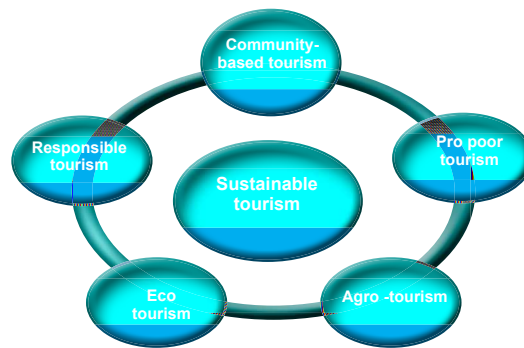 Community-
based tourism
Responsible
tourism
Pro poor
tourism
Sustainable
tourism
Eco
tourism
Agro -tourism